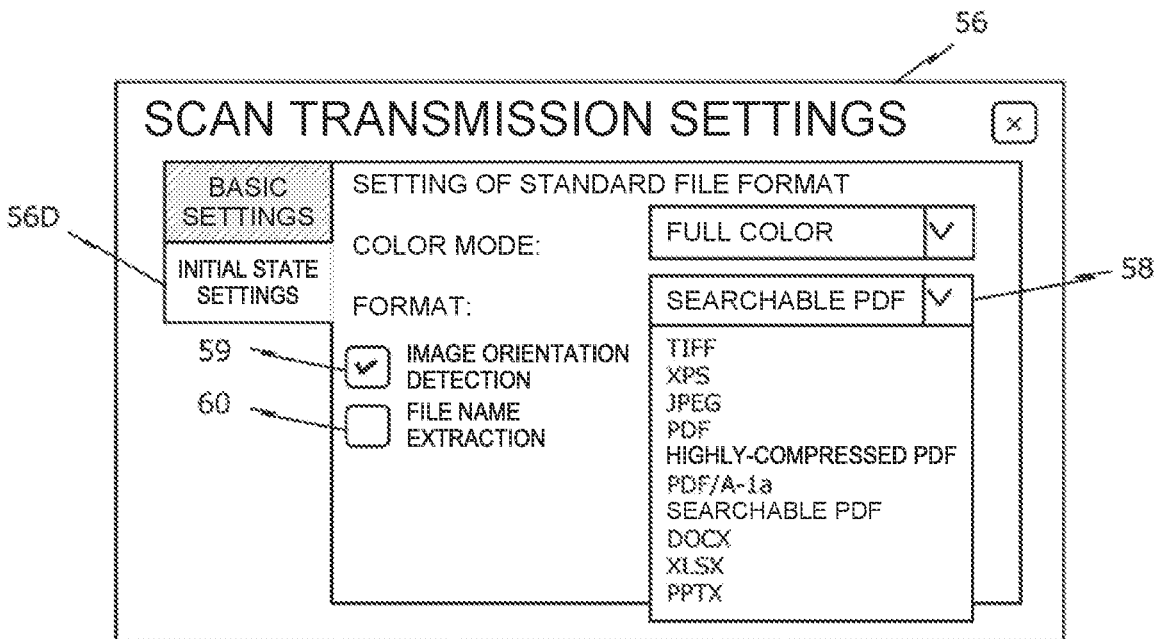 56
SCAN TRANSMISSION SETTINGS
×
BASIC
SETTINGS
56D
INITIAL STATE
SETTINGS
SETTING OF STANDARD FILE FORMAT
COLOR MODE:
FULL COLOR
FORMAT:
SEARCHABLE PDF
58
59
IMAGE ORIENTATION
DETECTION
60
FILE NAME
EXTRACTION
TIFF
XPS
JPEG
PDF
HIGHLY-COMPRESSED PDF
PDF/A-1a
SEARCHABLE PDF
DOCX
XLSX
PPTX